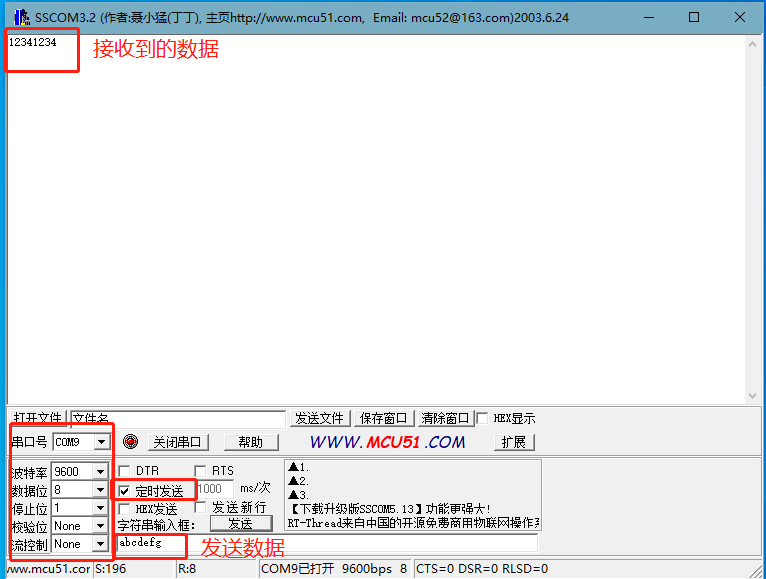 SSCOM3.2 (作者:聂小猛(丁丁), 主页http://www.mcu51.com, Email: mcu52@163.com)2003.6.24
12341234 接收到的数据
打开文件 文件名 发送文件 保存窗口 清除窗口 HEX显示
串口号 COM9 关闭串口 帮助 WWW.MCU51.COM 扩展
波特率 9600 DTR RTS
数据位 8 定时发送 1000 ms/次
停止位 1 HEX发送 发送新行
校验位 None 字符串输入框: 发送
流控制 None abcdefg 发送数据
▲1.
▲2.
▲3.
【下载升级版SSCOM5.13】功能更强大!
RT-Thread来自中国的开源免费商用物联网操作系
www.mcu51.cor S:196 R:8 COM9已打开 9600bps 8 CTS=0 DSR=0 RLSD=0